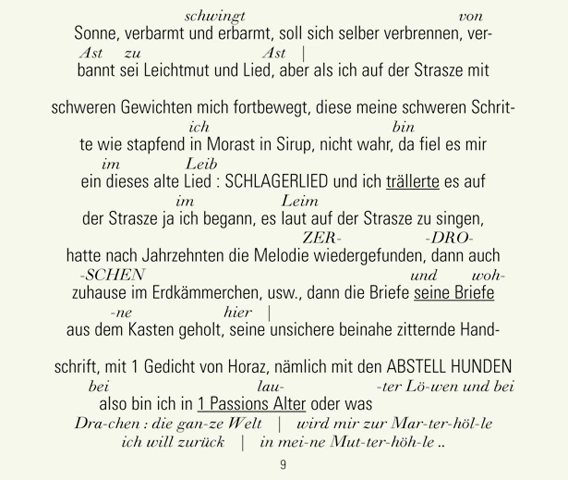 schwingt von
Sonne, verbarmt und erbarmt, soll sich selber verbrennen, ver-
Ast zu Ast |
bannt sei Leichtmut und Lied, aber als ich auf der Strasze mit
schweren Gewichten mich fortbewegt, diese meine schweren Schrit-
ich bin
te wie stapfend in Morast in Sirup, nicht wahr, da fiel es mir
im Leib
ein dieses alte Lied : SCHLAGERLIED und ich trällerte es auf
im Leim
der Strasze ja ich begann, es laut auf der Strasze zu singen,
ZER- -DRO-
hatte nach Jahrzehnten die Melodie wiedergefunden, dann auch
-SCHEN und woh-
zuhause im Erdkämmerchen, usw., dann die Briefe seine Briefe
-ne hier |
aus dem Kasten geholt, seine unsichere beinahe zitternde Hand-
schrift, mit 1 Gedicht von Horaz, nämlich mit den ABSTELL HUNDEN
bei lau- -ter Lö-wen und bei
also bin ich in 1 Passions Alter oder was
Dra-chen : die gan-ze Welt | wird mir zur Mar-ter-höl-le
ich will zurück | in mei-ne Mut-ter-höh-le ..
9